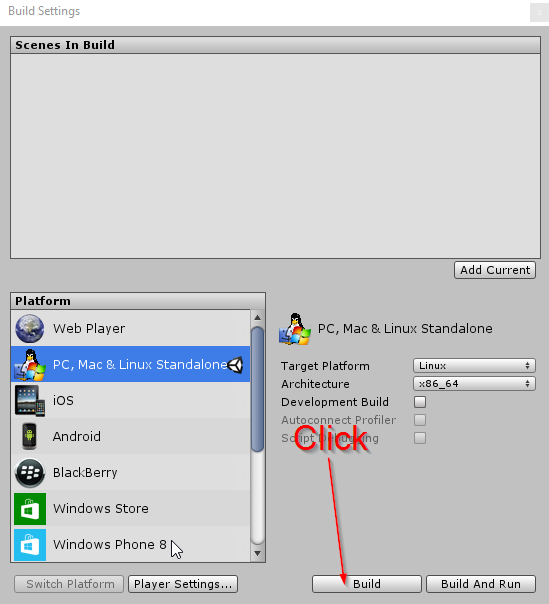 Build Settings
Scenes In Build
Add Current
Platform
Web Player
PC, Mac & Linux Standalone
iOS
Android
BlackBerry
Windows Store
Windows Phone 8
PC, Mac & Linux Standalone
Target Platform Linux
Architecture x86_64
Development Build
Autoconnect Profiler
Script Debugging
Click
Switch Platform Player Settings... Build Build And Run